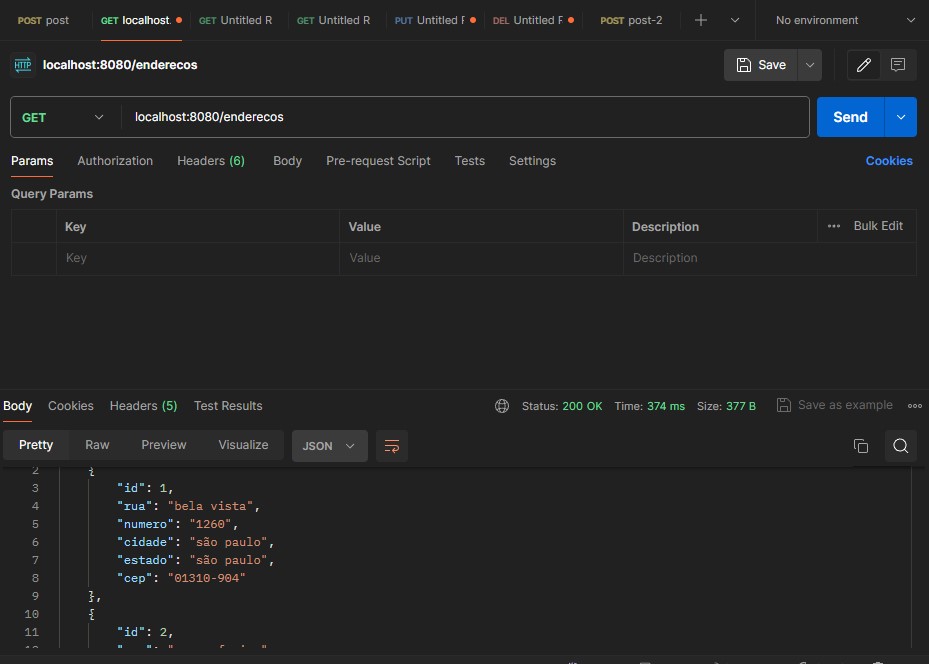 POST post GET localhost. GET Untitled R GET Untitled R PUT Untitled F DEL Untitled F POST post-2 No environment
HTTP localhost:8080/enderecos Save
GET localhost:8080/enderecos Send
Params Authorization Headers (6) Body Pre-request Script Tests Settings Cookies
Query Params
Key Value Description Bulk Edit
Key Value Description
Body Cookies Headers (5) Test Results Status: 200 OK Time: 374 ms Size: 377 B Save as example
Pretty Raw Preview Visualize JSON
2 {
3 "id": 1,
4 "rua": "bela vista",
5 "numero": "1260",
6 "cidade": "são paulo",
7 "estado": "são paulo",
8 "cep": "01310-904"
9 },
10 {
11 "id": 2,